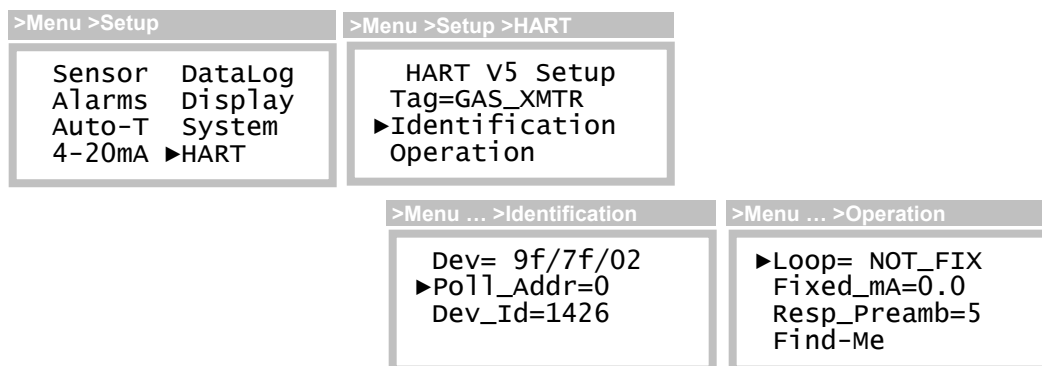 >Menu >Setup
Sensor DataLog
Alarms Display
Auto-T System
4-20mA ►HART
>Menu >Setup >HART
HART V5 Setup
Tag=GAS_XMTR
►Identification
Operation
>Menu … >Identification
Dev= 9f/7f/02
►Poll_Addr=0
Dev_Id=1426
>Menu … >Operation
►Loop= NOT_FIX
Fixed_mA=0.0
Resp_Preamb=5
Find-Me